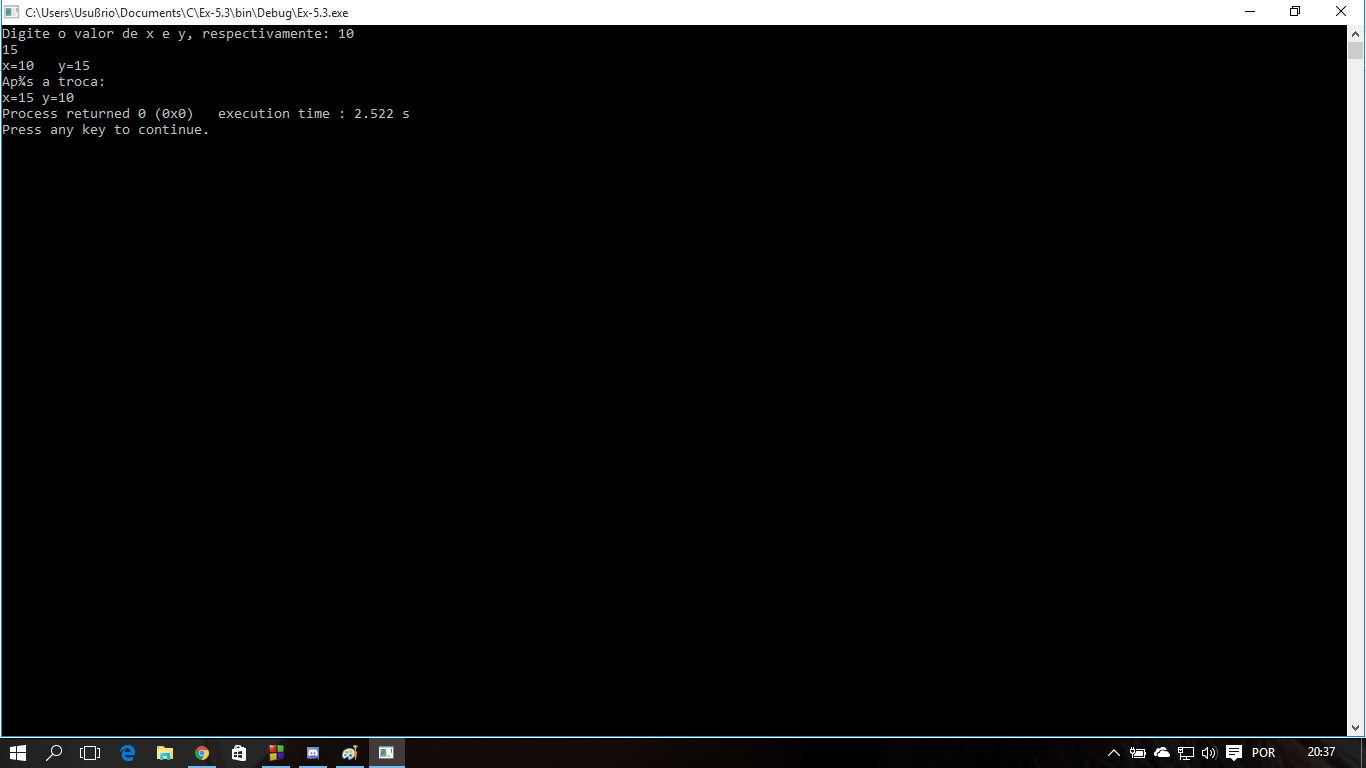 C:\Users\Usußrio\Documents\C\Ex-5.3\bin\Debug\Ex-5.3.exe
Digite o valor de x e y, respectivamente: 10
15
x=10   y=15
Ap¾s a troca:
x=15 y=10
Process returned 0 (0x0)   execution time : 2.522 s
Press any key to continue.
POR
20:37